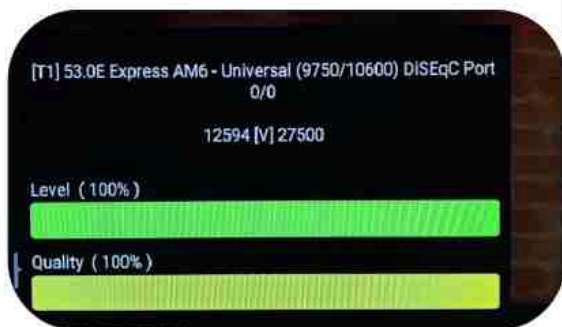 [T1] 53.0E Express AM6 - Universal (9750/10600) DiSEqC Port
0/0
12594 [V] 27500
Level ( 100% )
Quality ( 100% )